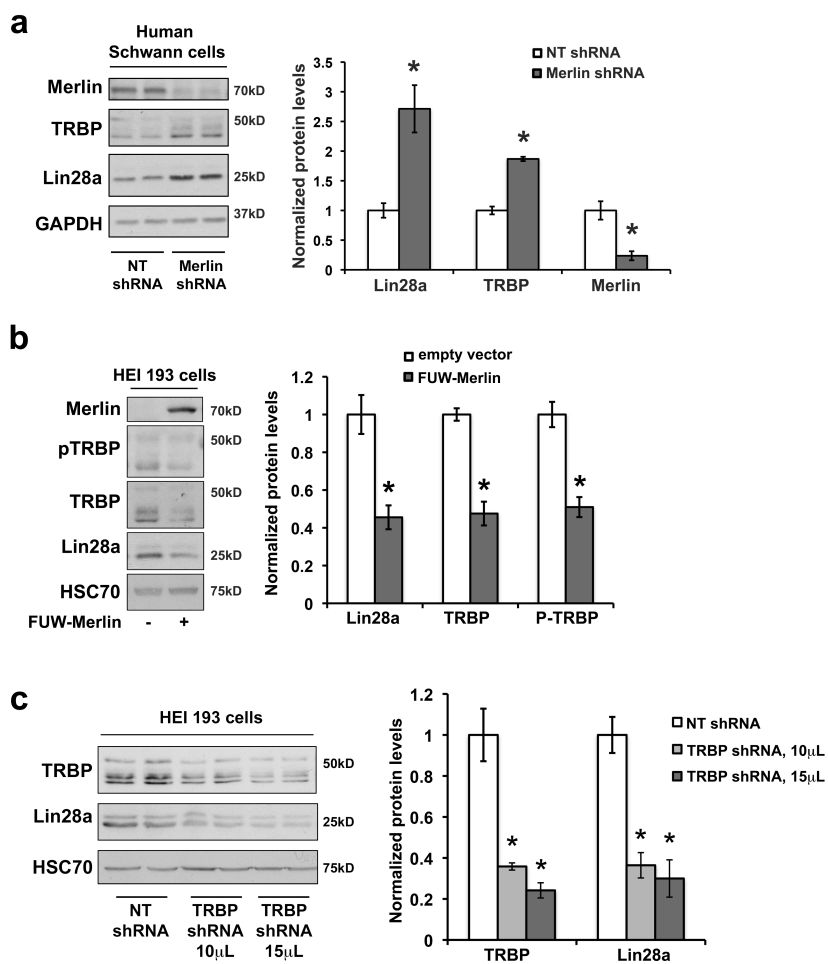 a
Human
Schwann cells
Merlin
70kD
TRBP
50kD
Lin28a
25kD
GAPDH
37kD
NT
shRNA
Merlin
shRNA
NT shRNA
Merlin shRNA
Normalized protein levels
3.5
3
2.5
2
1.5
1
0.5
0
*
*
*
Lin28a
TRBP
Merlin
b
HEI 193 cells
Merlin
70kD
pTRBP
50kD
TRBP
50kD
Lin28a
25kD
HSC70
75kD
FUW-Merlin - +
empty vector
FUW-Merlin
Normalized protein levels
1.2
1
0.8
0.6
0.4
0.2
0
*
*
*
Lin28a
TRBP
P-TRBP
c
HEI 193 cells
TRBP
50kD
Lin28a
25kD
HSC70
75kD
NT
shRNA
TRBP
shRNA
10µL
TRBP
shRNA
15µL
NT shRNA
TRBP shRNA, 10µL
TRBP shRNA, 15µL
Normalized protein levels
1.2
1
0.8
0.6
0.4
0.2
0
*
*
*
*
TRBP
Lin28a